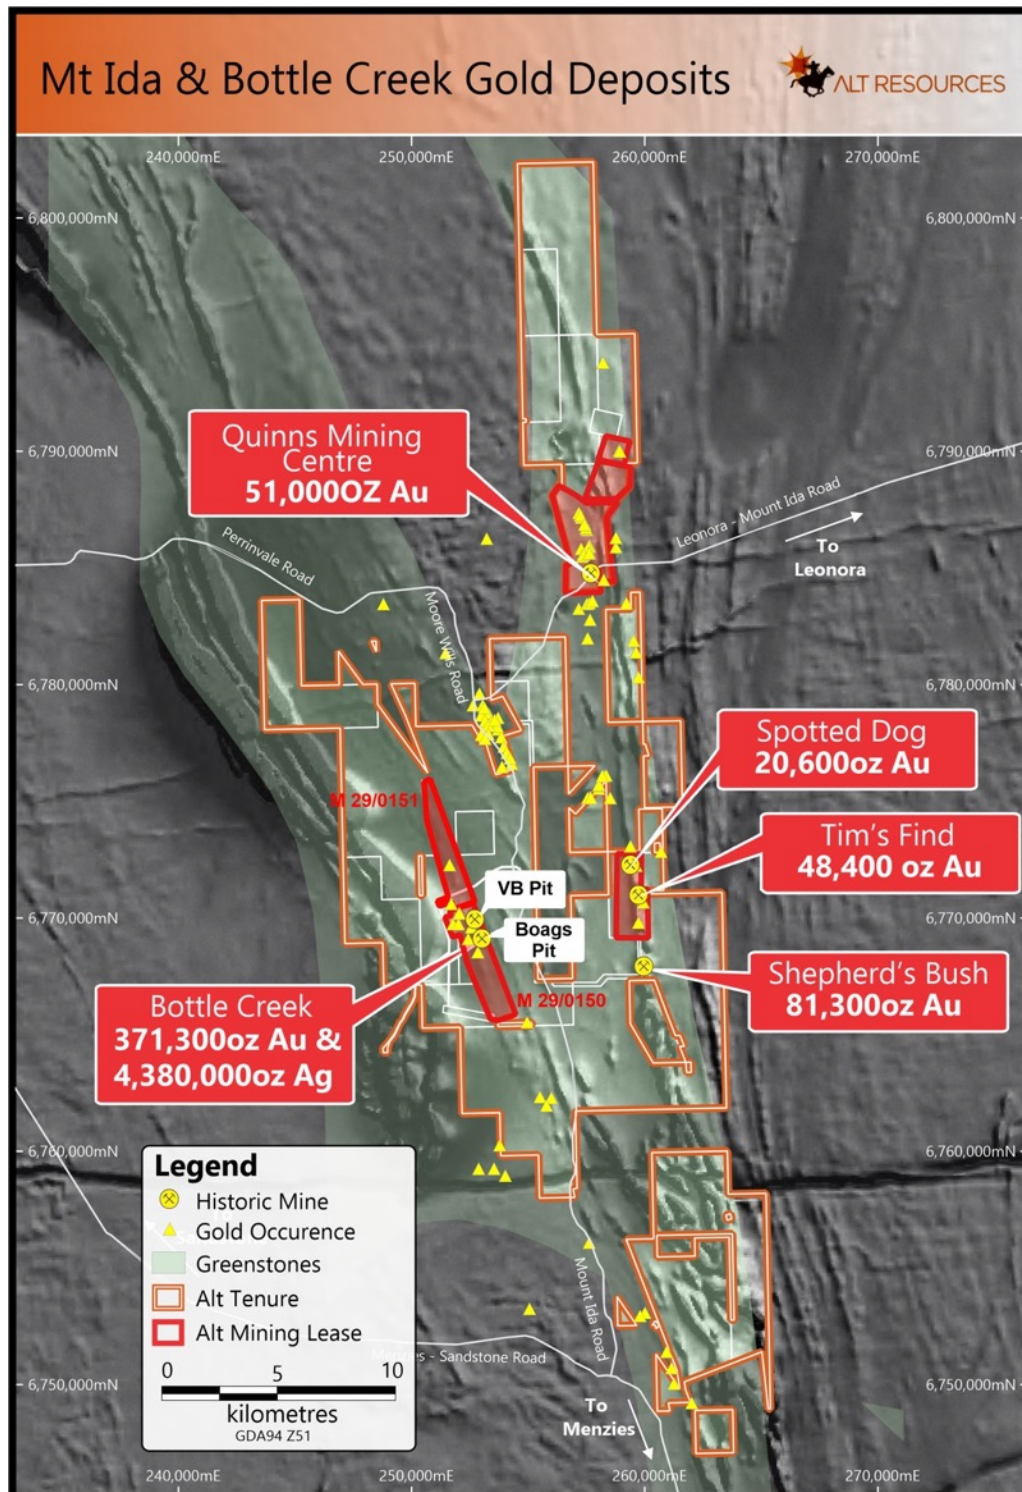 Mt Ida & Bottle Creek Gold Deposits
ALT RESOURCES
240,000mE
250,000mE
260,000mE
270,000mE
6,800,000mN
6,800,000mN
6,790,000mN
6,790,000mN
Quinns Mining
Centre
51,000OZ Au
Leonora - Mount Ida Road
To
Leonora
Perrinvale Road
Moore Wills Road
6,780,000mN
6,780,000mN
Spotted Dog
20,600oz Au
M 29/0151
Tim's Find
48,400 oz Au
VB Pit
Boags
Pit
6,770,000mN
6,770,000mN
Shepherd's Bush
81,300oz Au
M 29/0150
Bottle Creek
371,300oz Au &
4,380,000oz Ag
6,760,000mN
6,760,000mN
Legend
Historic Mine
Gold Occurence
Greenstones
Alt Tenure
Alt Mining Lease
0
5
10
kilometres
GDA94 Z51
Mount Ida Road
Menzies - Sandstone Road
To
Menzies
6,750,000mN
6,750,000mN
240,000mE
250,000mE
260,000mE
270,000mE